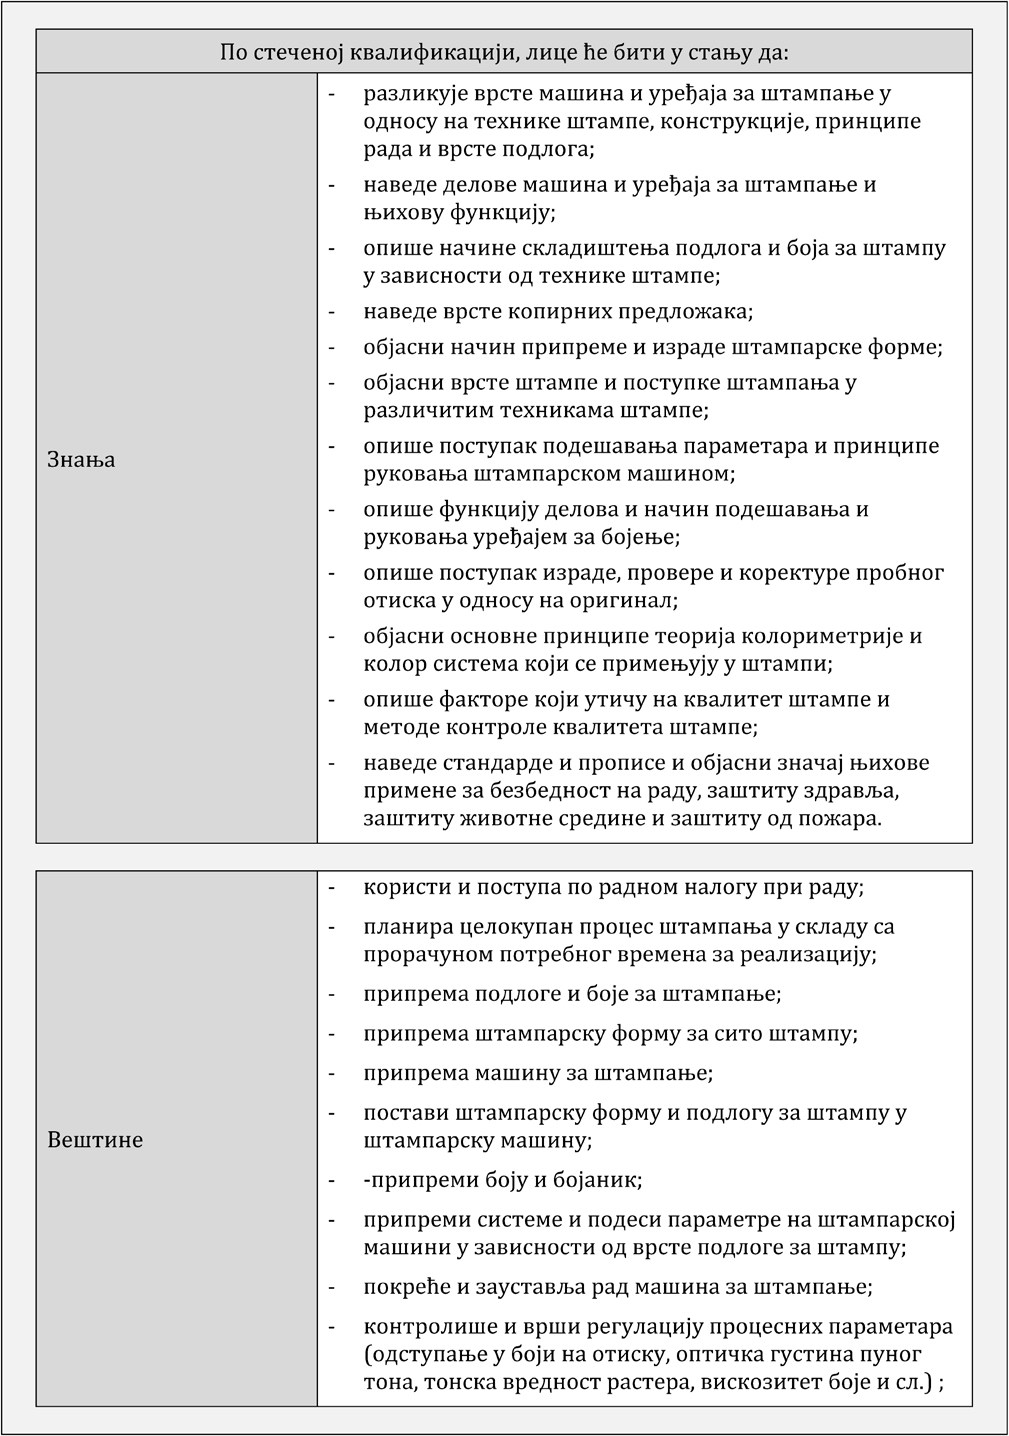 По стеченој квалификацији, лице ће бити у стању да:
Знања
- разликује врсте машина и уређаја за штампање у
односу на технике штампе, конструкције, принципе
рада и врсте подлога;
- наведе делове машина и уређаја за штампање и
њихову функцију;
- опише начине складиштења подлога и боја за штампу
у зависности од технике штампе;
- наведе врсте копирних предложака;
- објасни начин припреме и израде штампарске форме;
- објасни врсте штампе и поступке штампања у
различитим техникама штампе;
- опише поступак подешавања параметара и принципе
руковања штампарском машином;
- опише функцију делова и начин подешавања и
руковања уређајем за бојење;
- опише поступак израде, провере и коректуре пробног
отиска у односу на оригинал;
- објасни основне принципе теорија колориметрије и
колор система који се примењују у штампи;
- опише факторе који утичу на квалитет штампе и
методе контроле квалитета штампе;
- наведе стандарде и прописе и објасни значај њихове
примене за безбедност на раду, заштиту здравља,
заштиту животне средине и заштиту од пожара.
Вештине
- користи и поступа по радном налогу при раду;
- планира целокупан процес штампања у складу са
прорачуном потребног времена за реализацију;
- припрема подлоге и боје за штампање;
- припрема штампарску форму за сито штампу;
- припрема машину за штампање;
- постави штампарску форму и подлогу за штампу у
штампарску машину;
- -припреми боју и бојаник;
- припреми системе и подеси параметре на штампарској
машини у зависности од врсте подлоге за штампу;
- покреће и зауставља рад машина за штампање;
- контролише и врши регулацију процесних параметара
(одступање у боји на отиску, оптичка густина пуног
тона, тонска вредност растера, вискозитет боје и сл.) ;